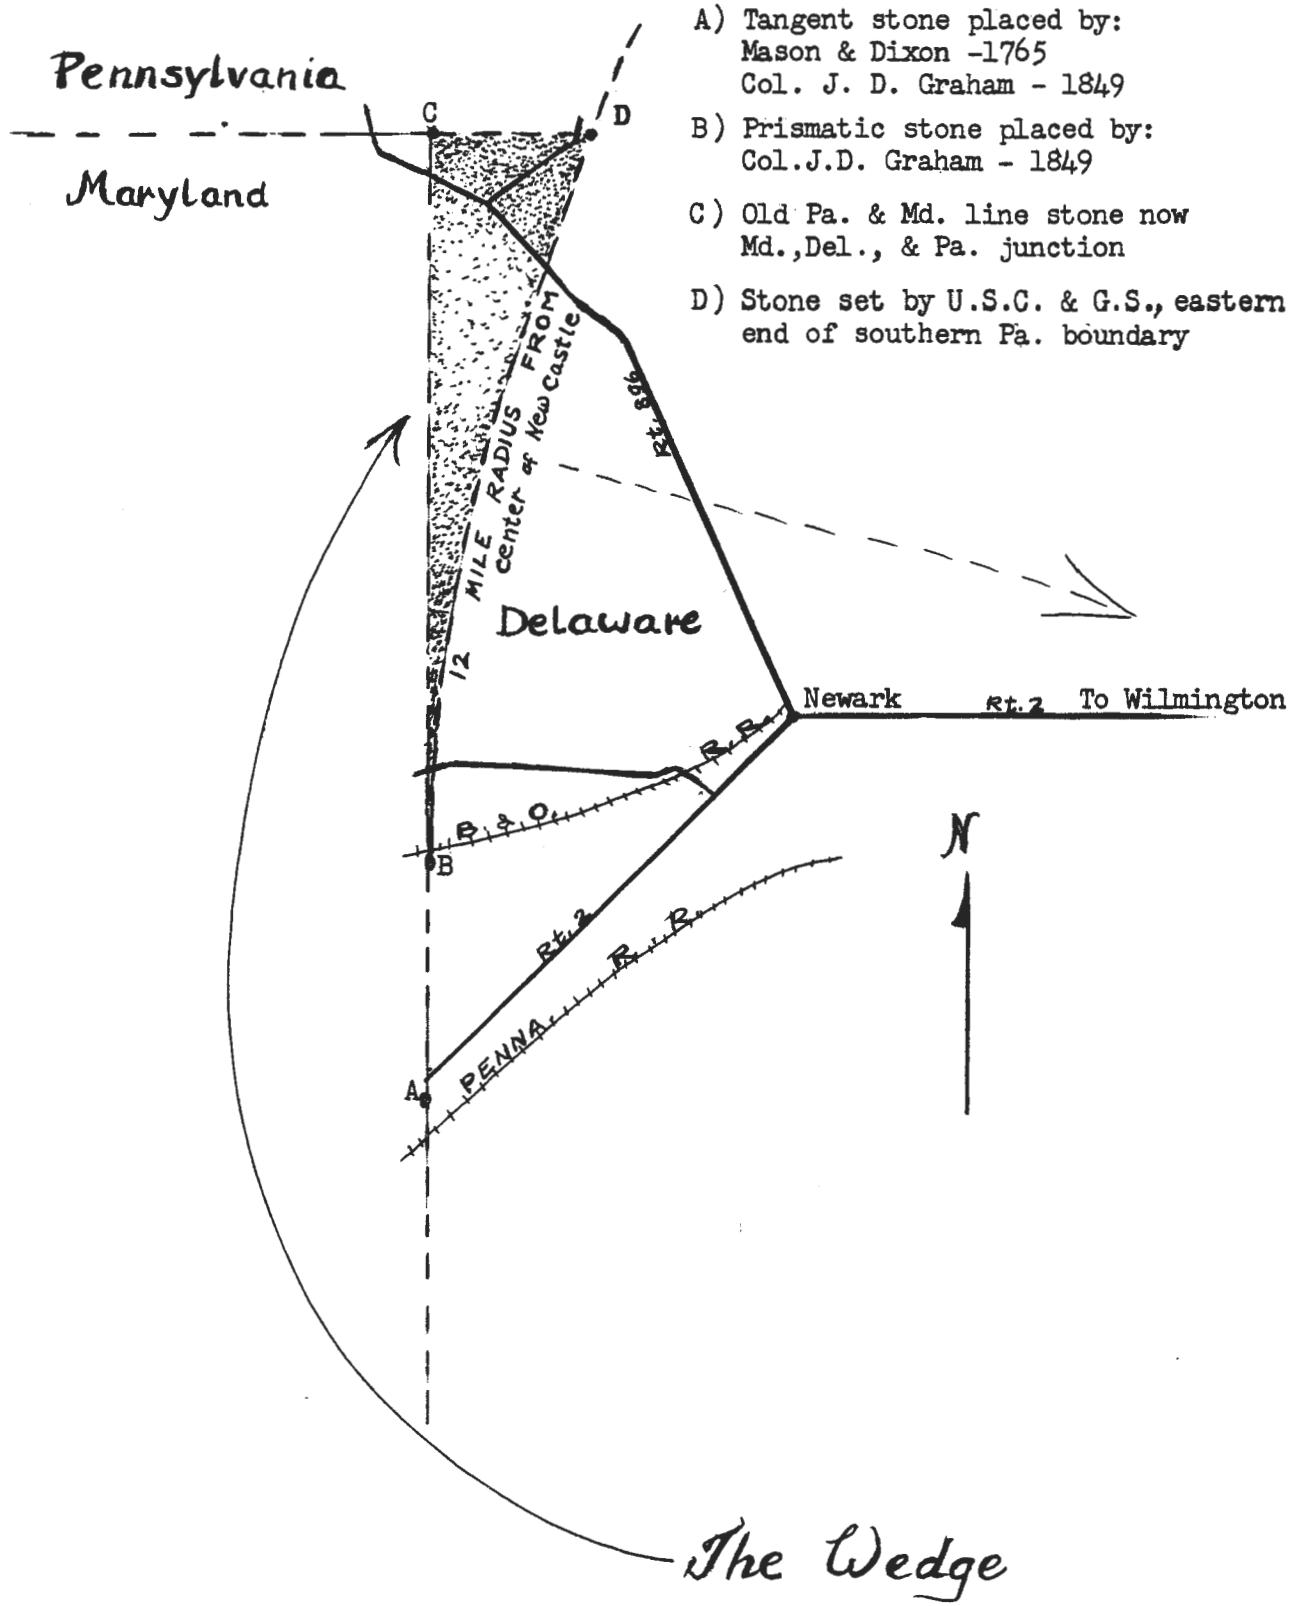 A) Tangent stone placed by:
Mason & Dixon -1765
Col. J. D. Graham - 1849
B) Prismatic stone placed by:
Col.J.D. Graham - 1849
C) Old Pa. & Md. line stone now
Md.,Del., & Pa. junction
D) Stone set by U.S.C. & G.S., eastern
end of southern Pa. boundary
Pennsylvania
C
D
Maryland
12 MILE RADIUS FROM
center of New Castle
Rt. 896
Delaware
Newark
Rt. 2
To Wilmington
B. & O. R. R.
B
N
Rt. 2
A
PENNA. R. R.
The Wedge